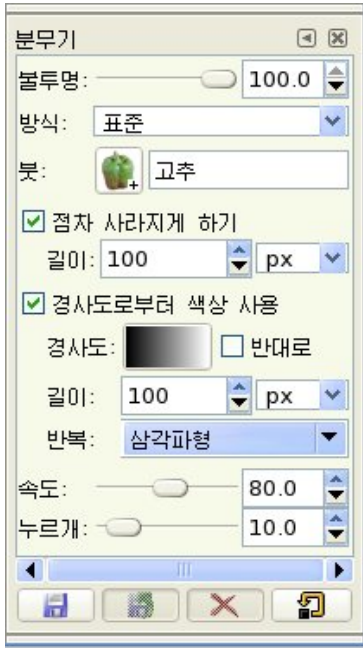 분무기
불투명: 100.0
방식: 표준
붓: 고추
점차 사라지게 하기
길이: 100 px
경사도로부터 색상 사용
경사도: 반대로
길이: 100 px
반복: 삼각파형
속도: 80.0
누르개: 10.0